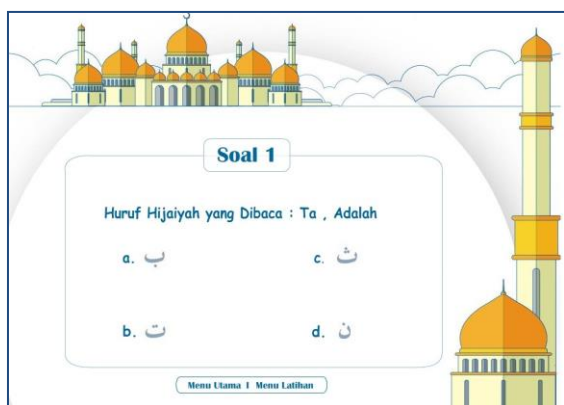 Soal 1
Huruf Hijaiyah yang Dibaca : Ta , Adalah
a. ب
c. ث
b. ت
d. ن
Menu Utama I Menu Latihan